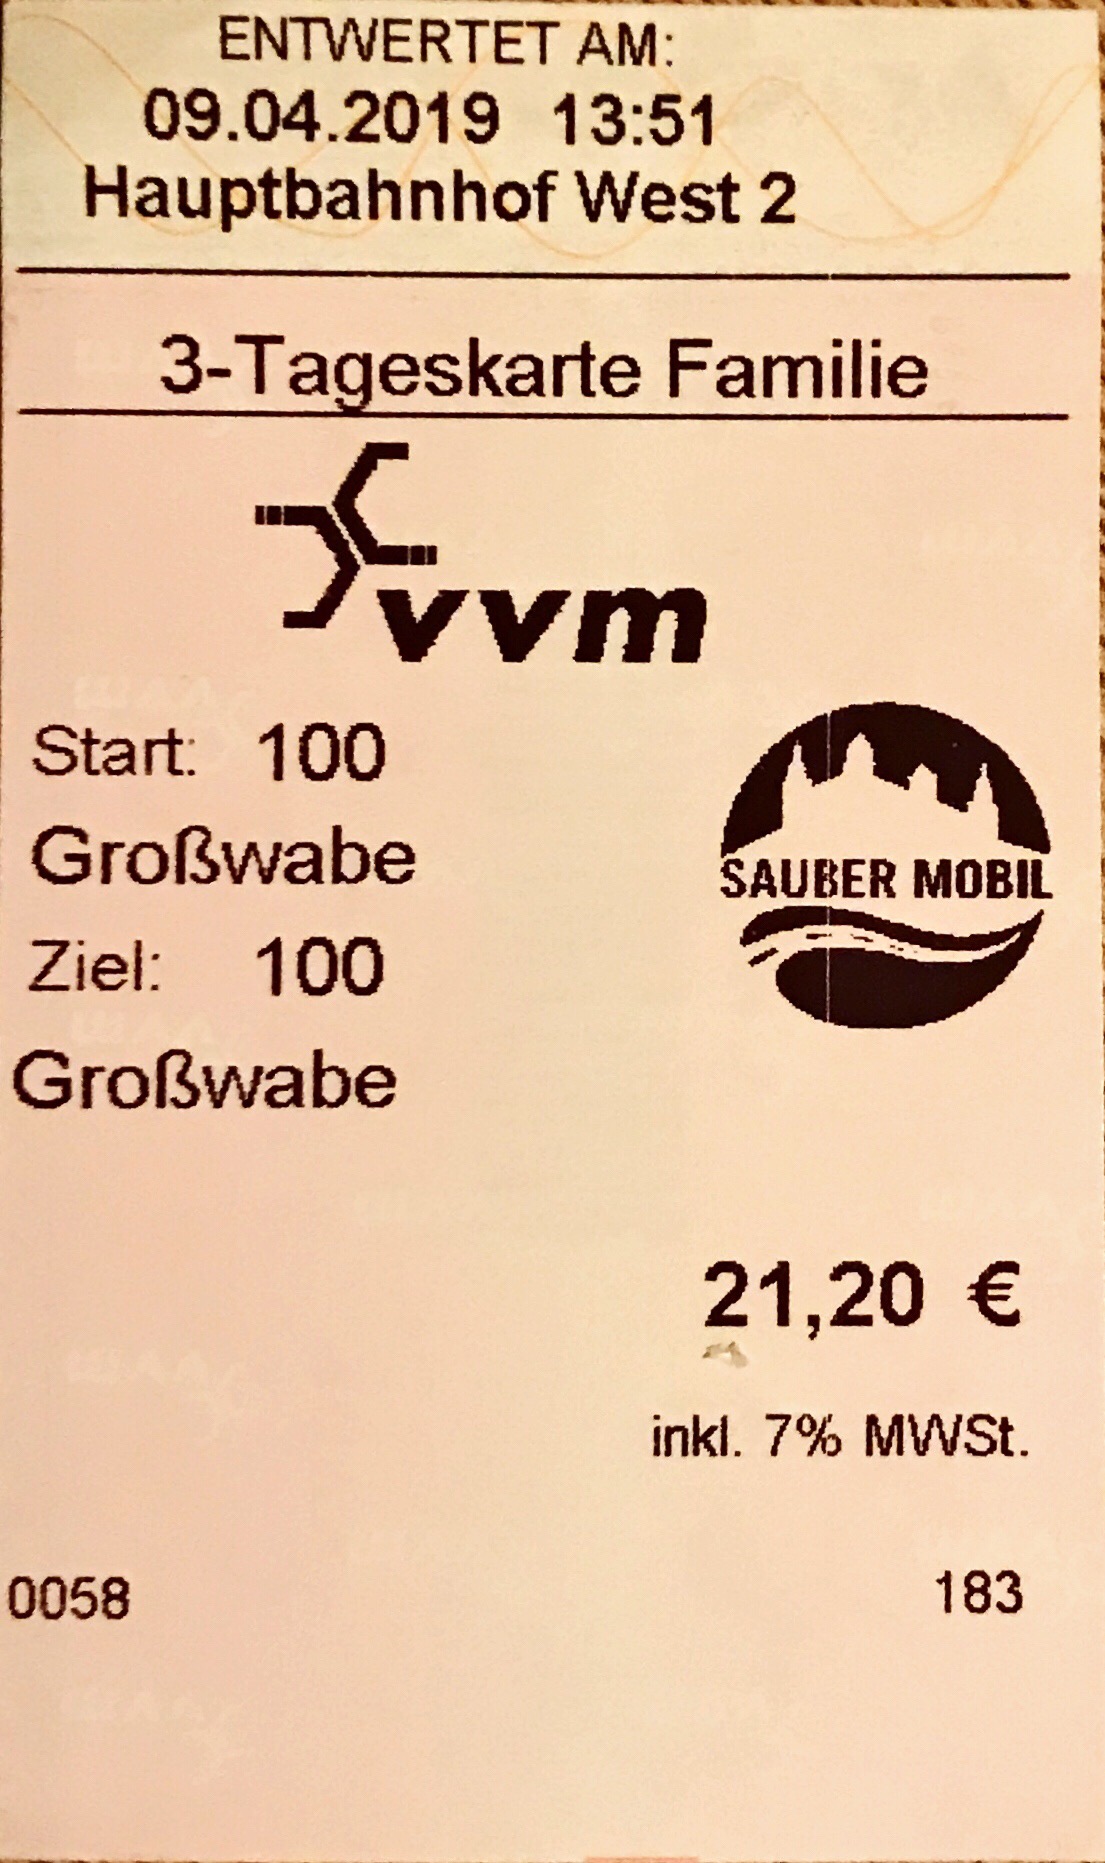 ENTWERTET AM:
09.04.2019 13:51
Hauptbahnhof West 2
3-Tageskarte Familie
vvm
Start: 100
Großwabe
SAUBER MOBIL
Ziel: 100
Großwabe
21,20 €
inkl. 7% MWSt.
0058 183